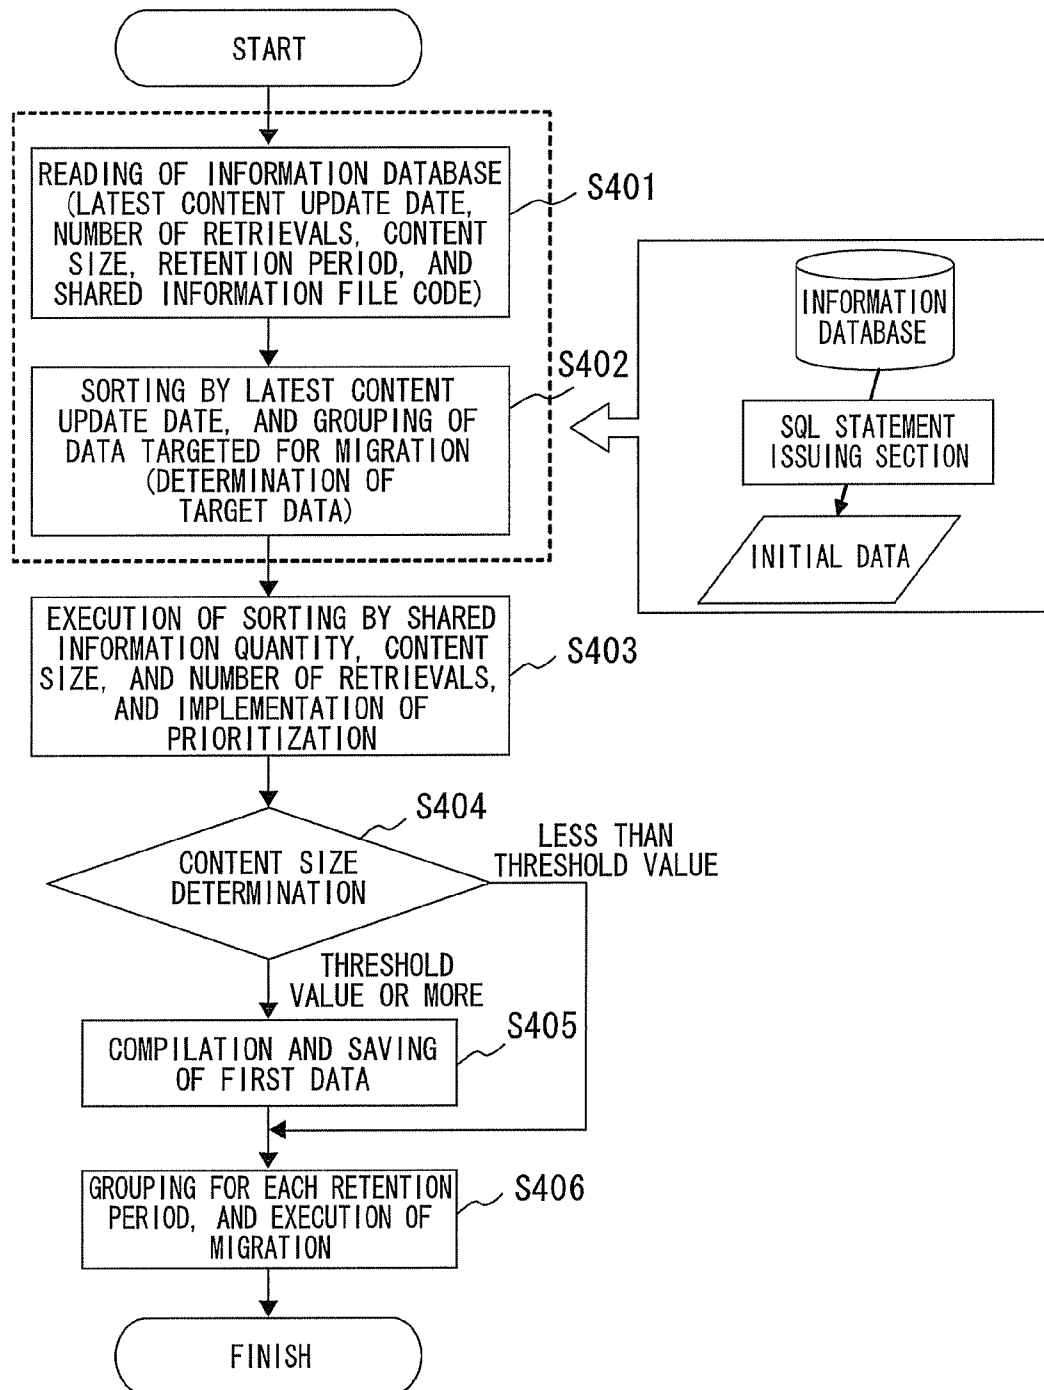 START
READING OF INFORMATION DATABASE
(LATEST CONTENT UPDATE DATE,
NUMBER OF RETRIEVALS, CONTENT
SIZE, RETENTION PERIOD, AND
SHARED INFORMATION FILE CODE)
S401
SORTING BY LATEST CONTENT
UPDATE DATE, AND GROUPING OF
DATA TARGETED FOR MIGRATION
(DETERMINATION OF
TARGET DATA)
S402
INFORMATION
DATABASE
SQL STATEMENT
ISSUING SECTION
INITIAL DATA
EXECUTION OF SORTING BY SHARED
INFORMATION QUANTITY, CONTENT
SIZE, AND NUMBER OF RETRIEVALS,
AND IMPLEMENTATION OF
PRIORITIZATION
S403
CONTENT SIZE
DETERMINATION
S404
LESS THAN
THRESHOLD VALUE
THRESHOLD
VALUE OR MORE
COMPILATION AND SAVING
OF FIRST DATA
S405
GROUPING FOR EACH RETENTION
PERIOD, AND EXECUTION OF
MIGRATION
S406
FINISH